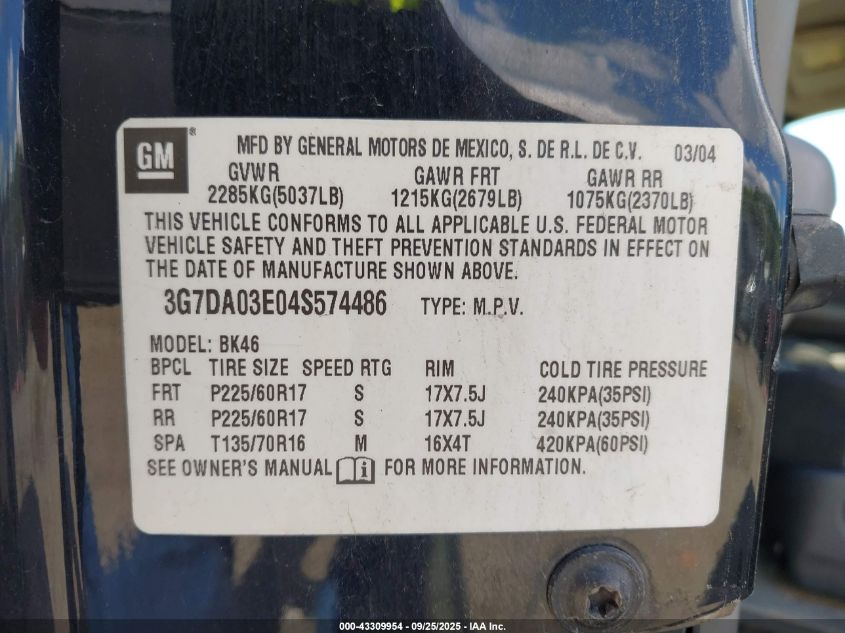 GM ® MFD BY GENERAL MOTORS DE MEXICO, S. DE R.L. DE C.V. 03/04
GVWR GAWR FRT GAWR RR
2285KG(5037LB) 1215KG(2679LB) 1075KG(2370LB)
THIS VEHICLE CONFORMS TO ALL APPLICABLE U.S. FEDERAL MOTOR
VEHICLE SAFETY AND THEFT PREVENTION STANDARDS IN EFFECT ON
THE DATE OF MANUFACTURE SHOWN ABOVE.
3G7DA03E04S574486 TYPE: M.P.V.
MODEL: BK46
BPCL TIRE SIZE SPEED RTG RIM COLD TIRE PRESSURE
FRT P225/60R17 S 17X7.5J 240KPA(35PSI)
RR P225/60R17 S 17X7.5J 240KPA(35PSI)
SPA T135/70R16 M 16X4T 420KPA(60PSI)
SEE OWNER'S MANUAL i FOR MORE INFORMATION.
000-43309954 - 09/25/2025 - IAA Inc.